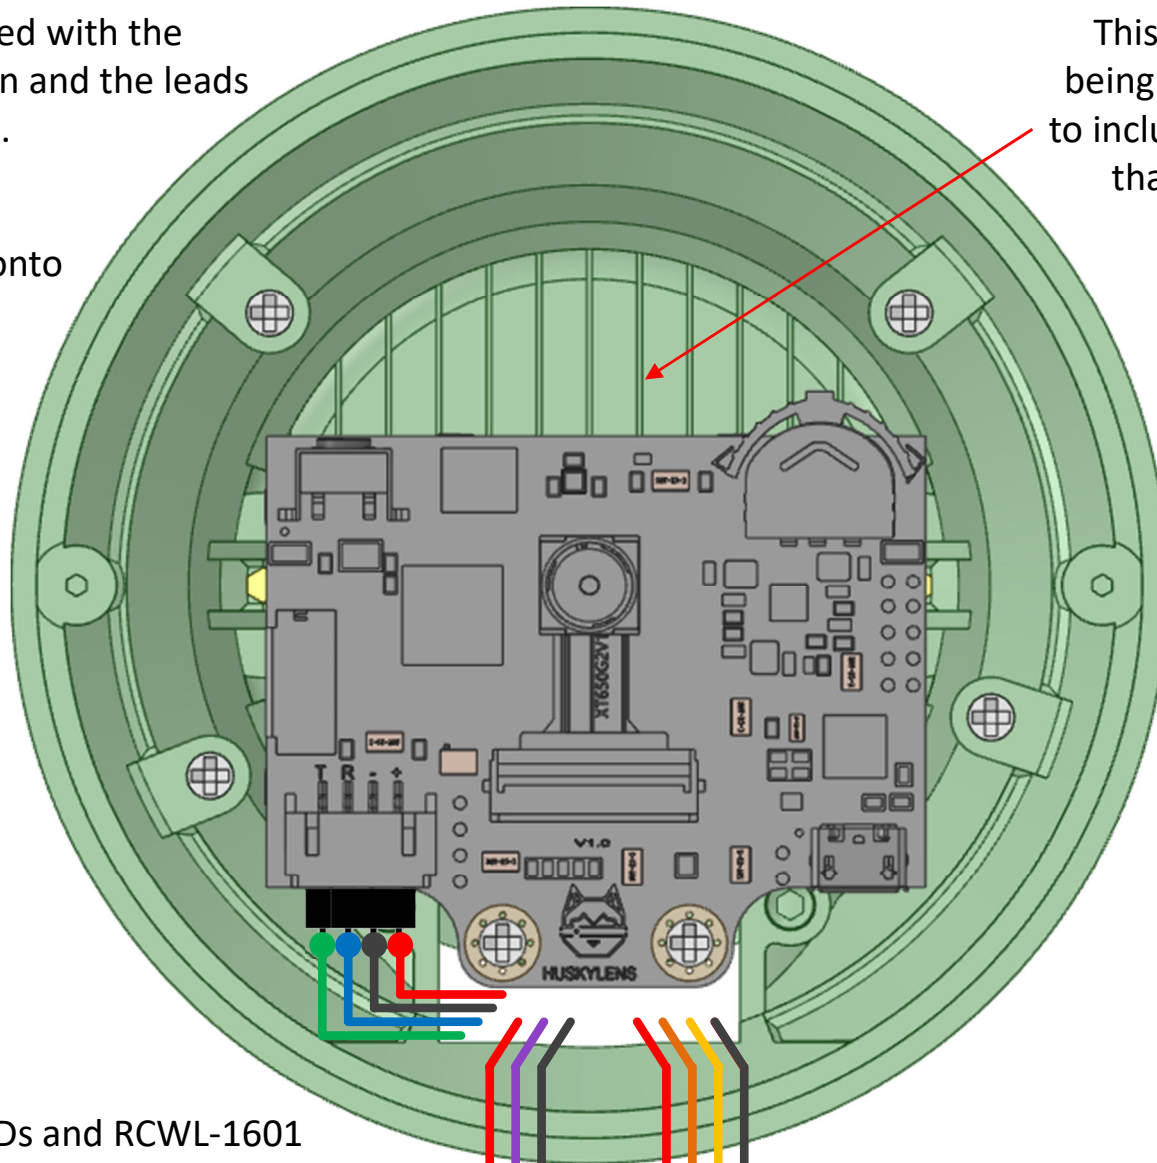 ed with the
n and the leads
.
onto
This
being
to inclu
tha
XT650G2V
T R - +
V1.0
HUSKYLENS
Ds and RCWL-1601